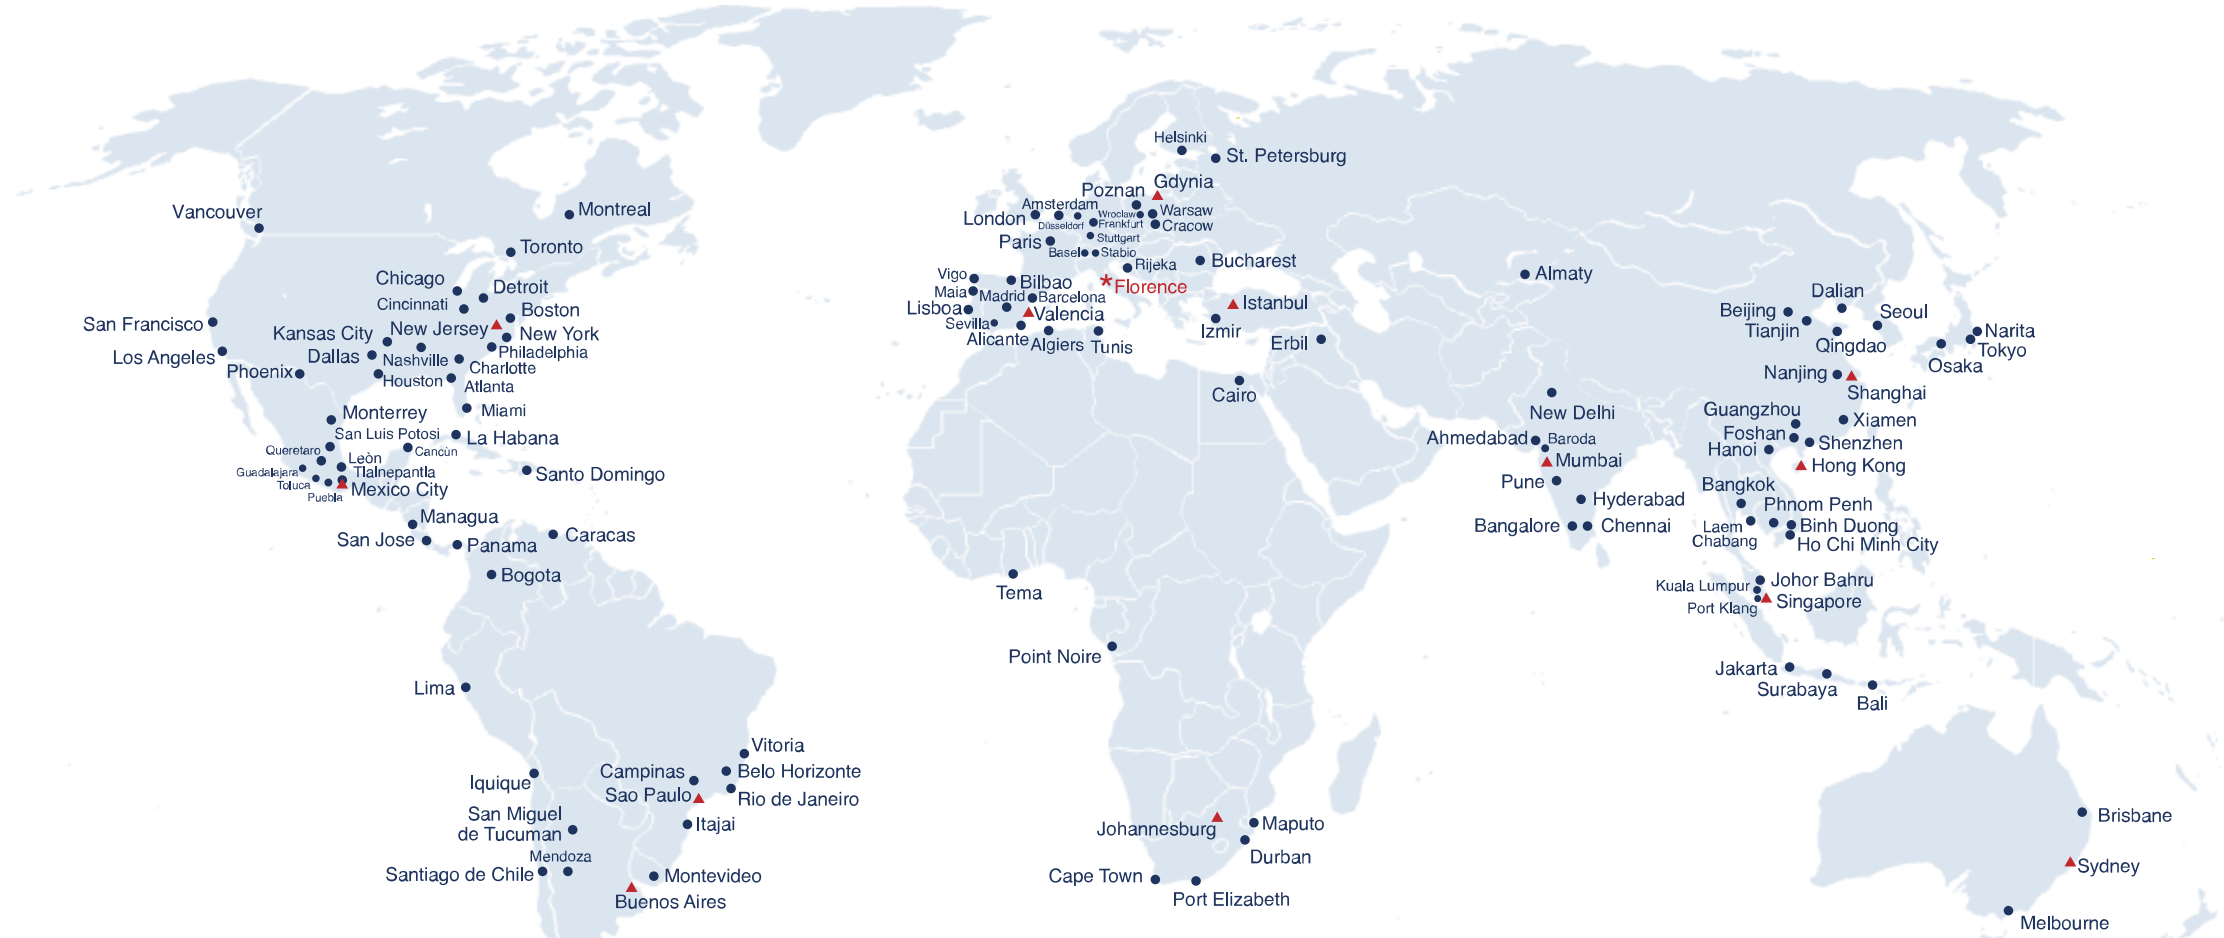 Helsinki
St. Petersburg
Gdynia
Poznan
Amsterdam
London
Düsseldorf
Wroclaw
Frankfurt
Warsaw
Cracow
Paris
Stuttgart
Basel
Stabio
Rijeka
Bucharest
Vigo
Bilbao
Florence
Maia
Madrid
Barcelona
Lisboa
Valencia
Istanbul
Sevilla
Alicante
Algiers
Tunis
Izmir
Erbil
Cairo
Vancouver
Montreal
Toronto
Chicago
Detroit
Cincinnati
Boston
San Francisco
Kansas City
New Jersey
New York
Los Angeles
Dallas
Nashville
Philadelphia
Phoenix
Houston
Charlotte
Atlanta
Monterrey
Miami
San Luis Potosi
La Habana
Queretaro
Leòn
Cancùn
Guadalajara
Tlalnepantla
Toluca
Puebla
Mexico City
Santo Domingo
Managua
San Jose
Panama
Caracas
Bogota
Lima
Vitoria
Iquique
Campinas
Belo Horizonte
Sao Paulo
Rio de Janeiro
San Miguel
de Tucuman
Itajai
Mendoza
Santiago de Chile
Montevideo
Buenos Aires
Tema
Point Noire
Johannesburg
Maputo
Durban
Cape Town
Port Elizabeth
Almaty
New Delhi
Ahmedabad
Baroda
Mumbai
Pune
Hyderabad
Bangalore
Chennai
Dalian
Beijing
Tianjin
Seoul
Qingdao
Narita
Tokyo
Osaka
Nanjing
Shanghai
Guangzhou
Xiamen
Foshan
Shenzhen
Hanoi
Hong Kong
Bangkok
Phnom Penh
Laem
Chabang
Binh Duong
Ho Chi Minh City
Johor Bahru
Kuala Lumpur
Port Klang
Singapore
Jakarta
Surabaya
Bali
Brisbane
Sydney
Melbourne